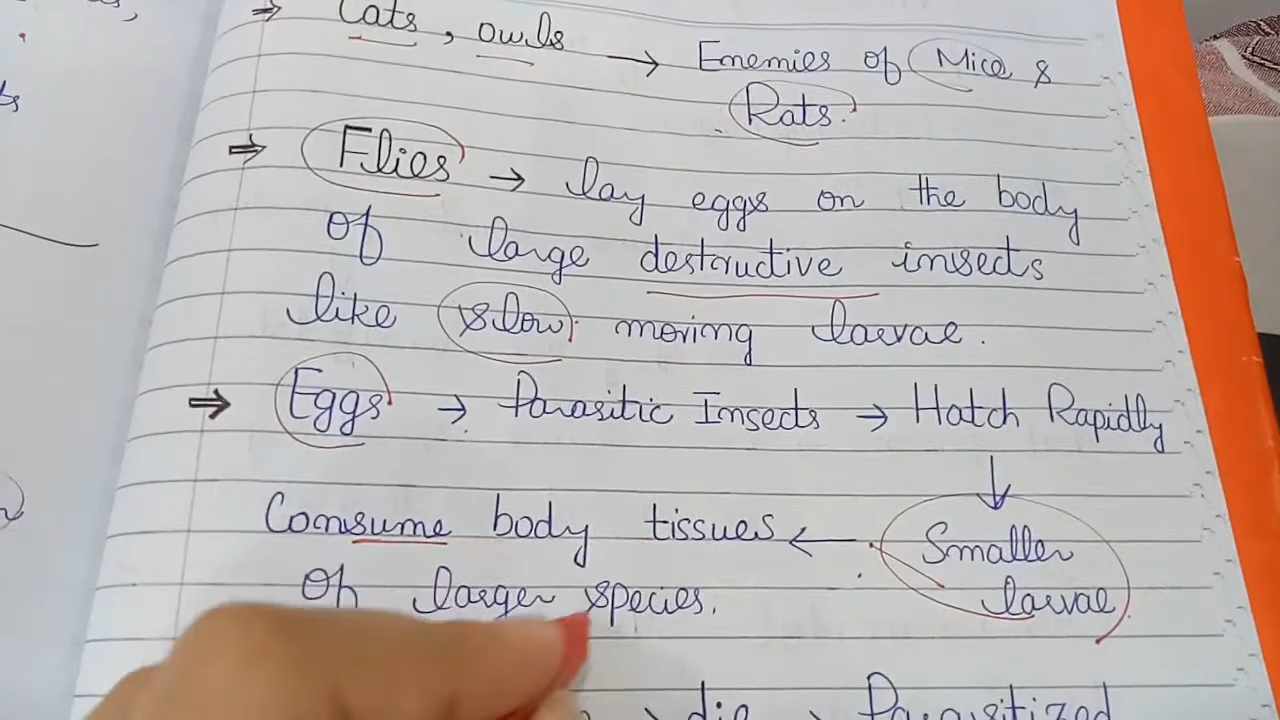 ⇒ Cats, owls → Enemies of Mice &
Rats.
⇒ Flies → lay eggs on the body
of large destructive insects
like slow moving larvae.
⇒ Eggs → Parasitic Insects → Hatch Rapidly
↓
Consume body tissues ← Smaller
of larger species. larvae
→ die → Parasitized